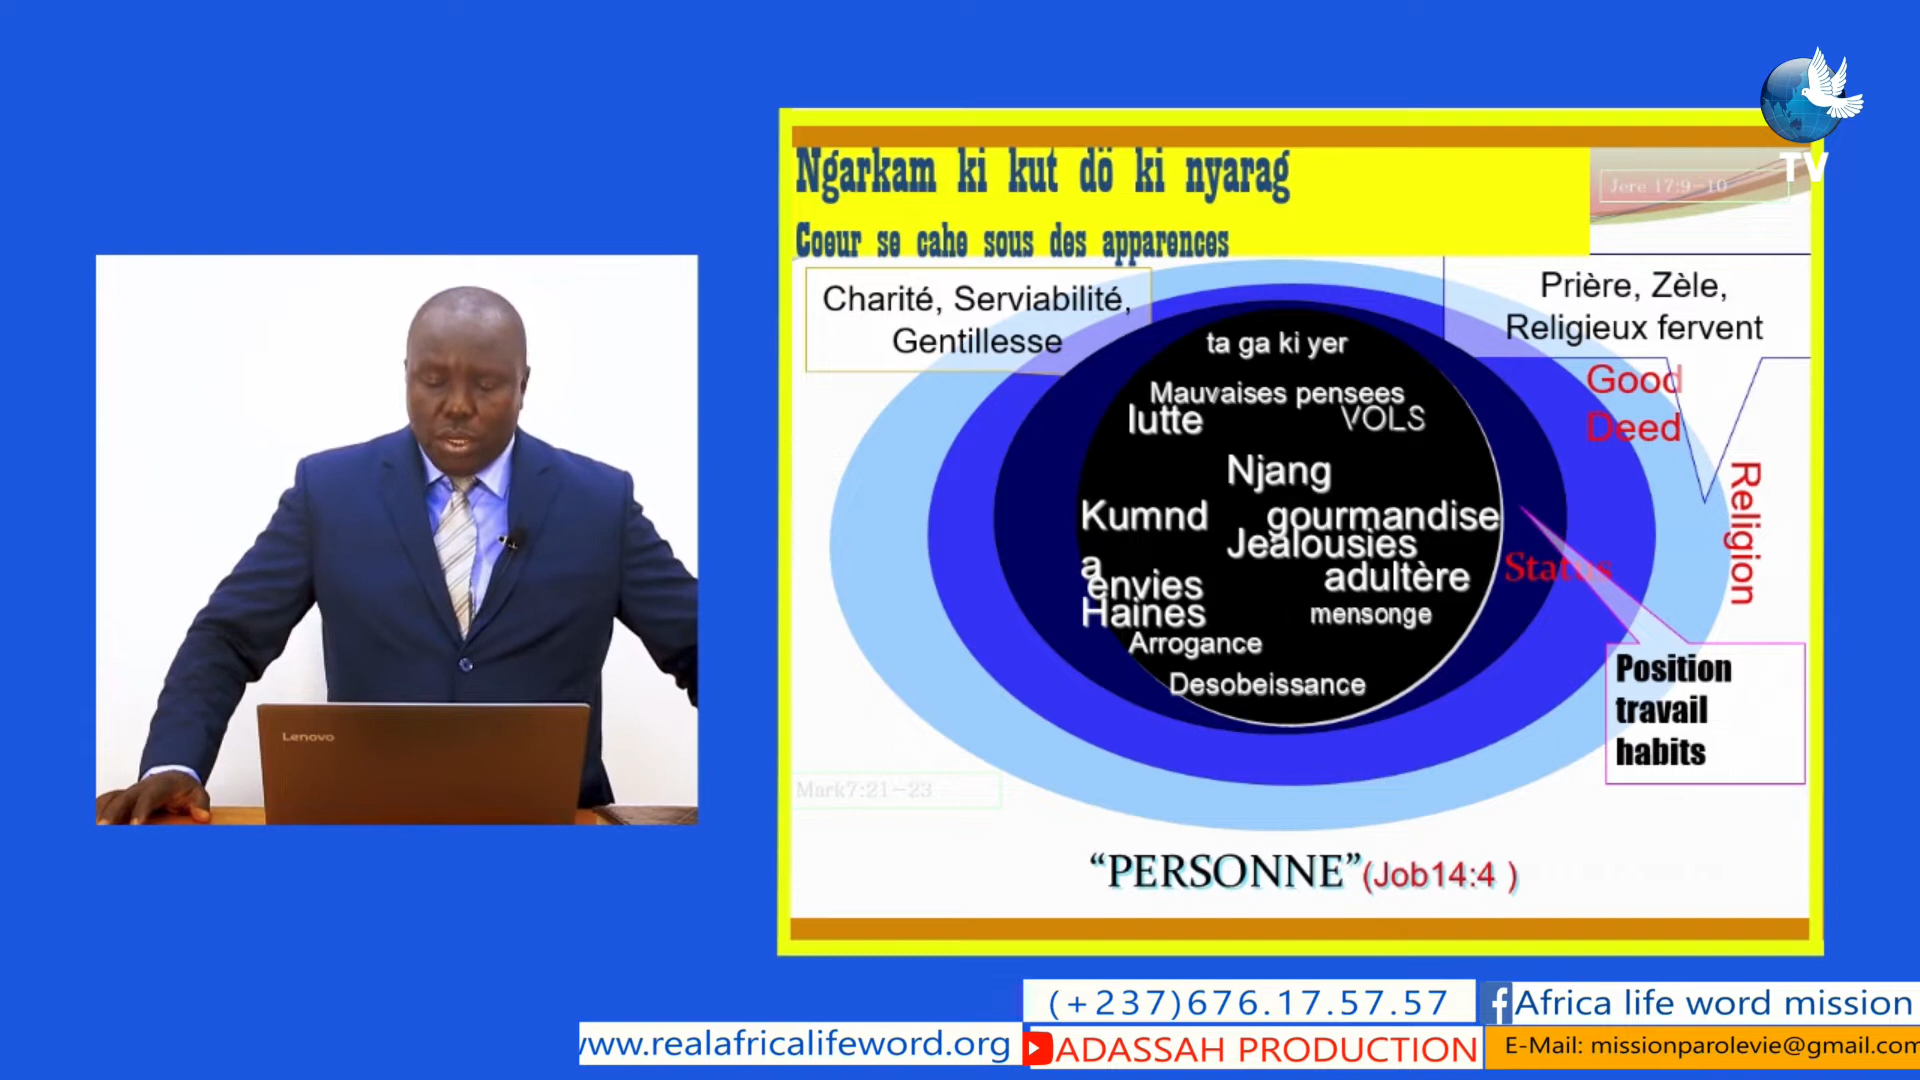 TV
Ngarkam ki kut dö ki nyarag
Jere 17:9-10
Coeur se cahe sous des apparences
Charité, Serviabilité,
Gentillesse
Prière, Zèle,
Religieux fervent
Good
Deed
Religion
ta ga ki yer
Mauvaises pensees
lutte
VOLS
Njang
Kumnd
a
gourmandise
Jealousies
envies
adultère
Haines
mensonge
Arrogance
Desobeissance
Status
Position
travail
habits
Mark7:21-23
“PERSONNE”(Job14:4 )
Lenovo
(+237)676.17.57.57
Africa life word mission
www.realafricalifeword.org
ADASSAH PRODUCTION
E-Mail: missionparolevie@gmail.com